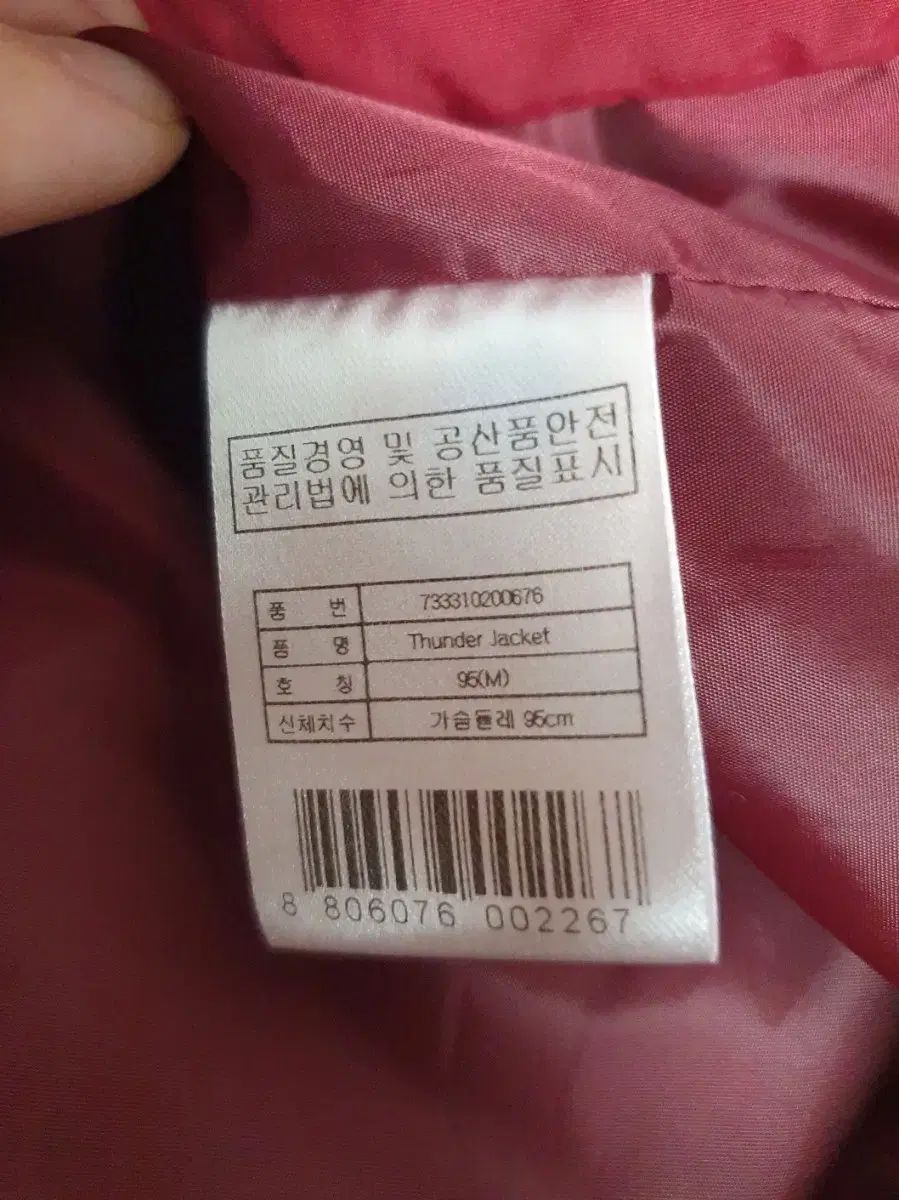 품질경영 및 공산품안전
관리법에 의한 품질표시
품 번 733310200676
품 명 Thunder Jacket
호 칭 95(M)
신체치수 가슴둘레 95cm
8 806076 002267